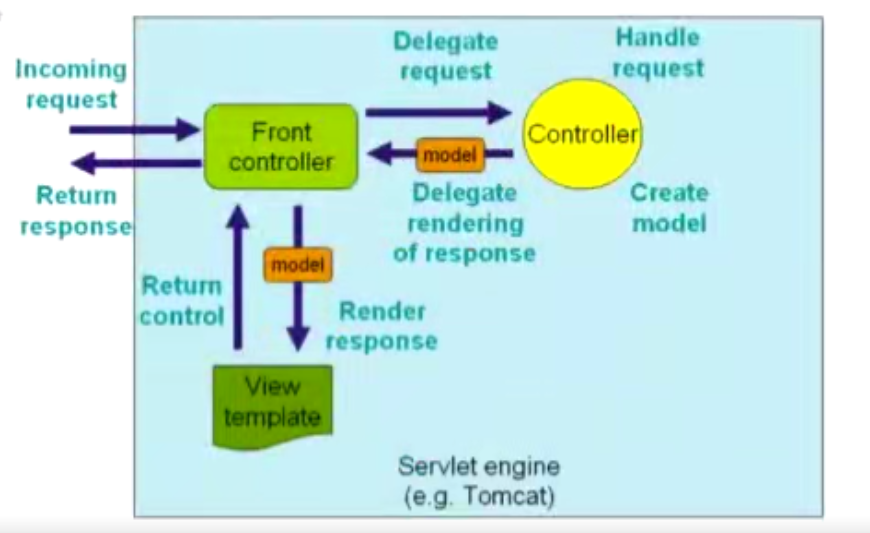 Incoming
request
Return
response
Front
controller
Delegate
request
Handle
request
Controller
model
Delegate
rendering
of response
Create
model
Return
control
model
Render
response
View
template
Servlet engine
(e.g. Tomcat)